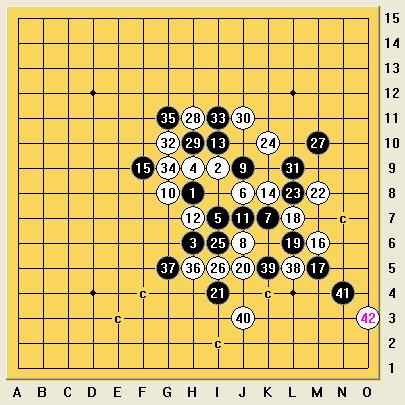 15
14
13
12
35 28 33 30 11
32 29 13 24 27 10
15 34 4 2 9 31 9
10 1 6 14 23 22 8
12 5 11 7 18 c 7
3 25 8 19 16 6
37 36 26 20 39 38 17 5
c 21 c 41 4
c 40 42 3
c 2
1
A B C D E F G H I J K L M N O